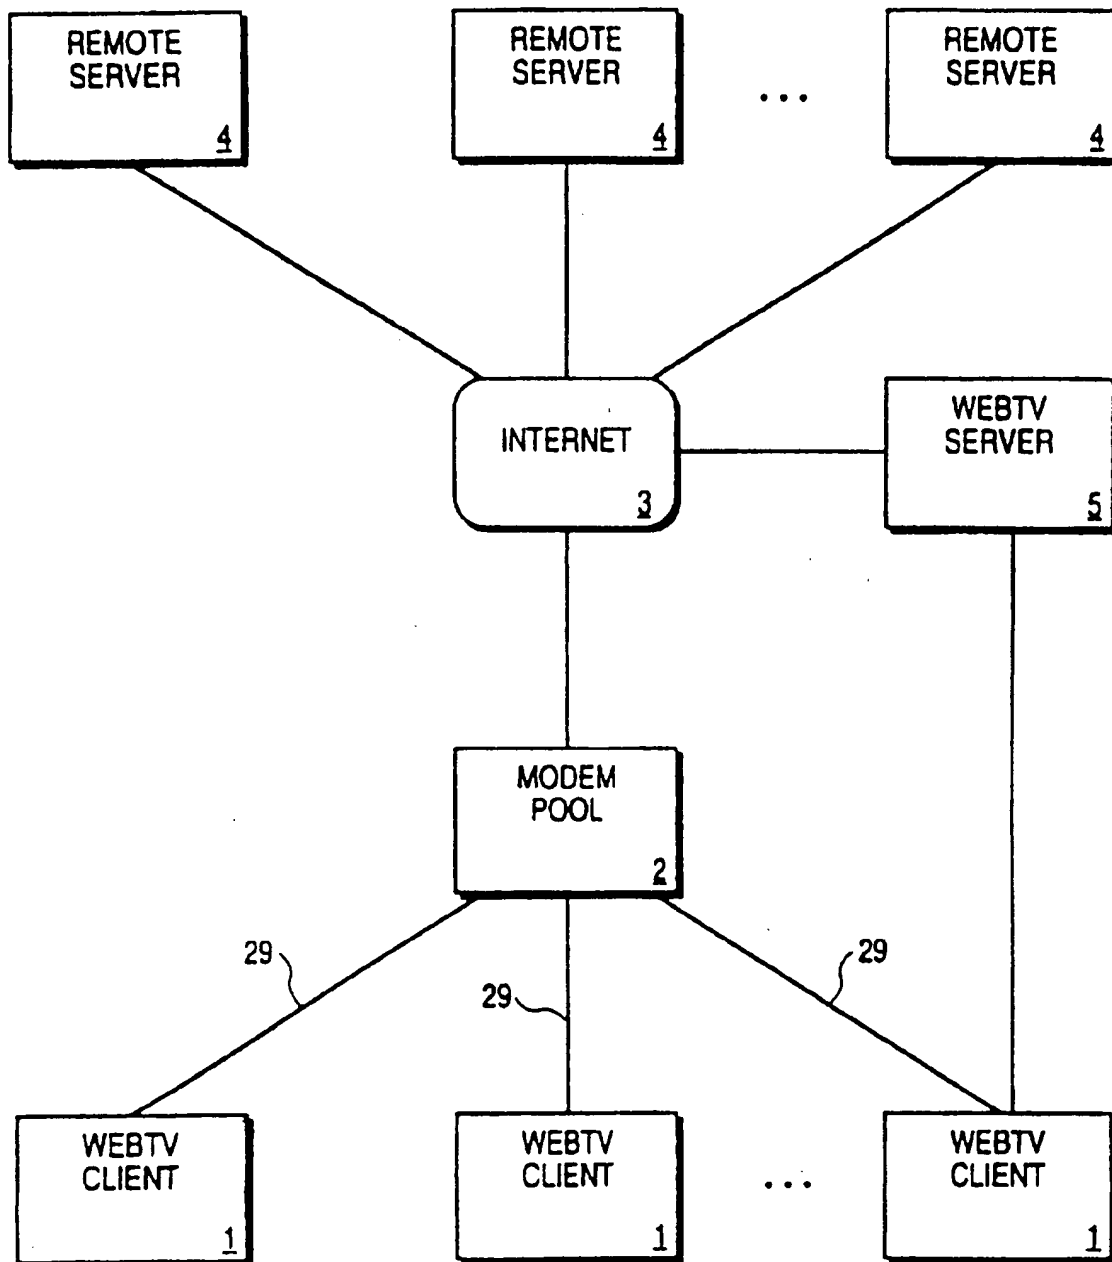 REMOTE
SERVER
4
REMOTE
SERVER
4
...
REMOTE
SERVER
4
INTERNET
3
WEBTV
SERVER
5
MODEM
POOL
2
29
29
29
WEBTV
CLIENT
1
WEBTV
CLIENT
1
...
WEBTV
CLIENT
1